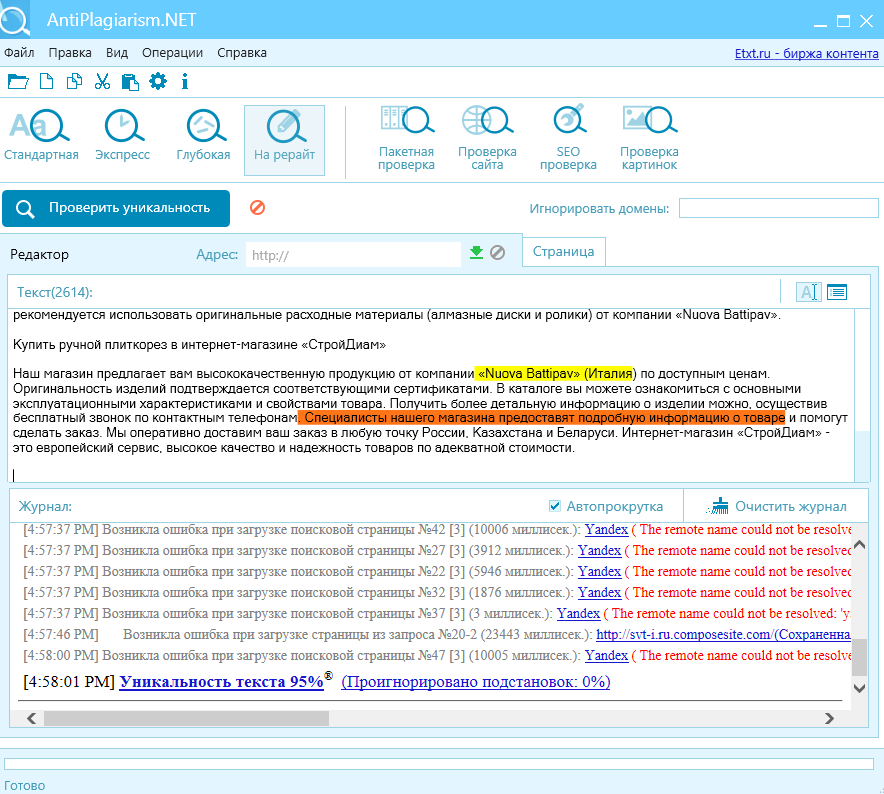 AntiPlagiarism.NET
Файл Правка Вид Операции Справка
Etxt.ru - биржа контента
Aa
Стандартная Экспресс Глубокая На рерайт
Пакетная проверка
Проверка сайта
SEO проверка
Проверка картинок
Проверить уникальность
Игнорировать домены:
Редактор Адрес: http:// Страница
Текст(2614):
A
рекомендуется использовать оригинальные расходные материалы (алмазные диски и ролики) от компании «Nuova Battipav».
Купить ручной плиткорез в интернет-магазине «СтройДиам»
Наш магазин предлагает вам высококачественную продукцию от компании «Nuova Battipav» (Италия) по доступным ценам.
Оригинальность изделий подтверждается соответствующими сертификатами. В каталоге вы можете ознакомиться с основными
эксплуатационными характеристиками и свойствами товара. Получить более детальную информацию о изделии можно, осуществив
бесплатный звонок по контактным телефонам. Специалисты нашего магазина предоставят подробную информацию о товаре и помогут
сделать заказ. Мы оперативно доставим ваш заказ в любую точку России, Казахстана и Беларуси. Интернет-магазин «СтройДиам» -
это европейский сервис, высокое качество и надежность товаров по адекватной стоимости.
Журнал: Автопрокрутка Очистить журнал
[4:57:37 PM] Возникла ошибка при загрузке поисковой страницы №42 [3] (10006 миллисек.): Yandex ( The remote name could not be resolve
[4:57:37 PM] Возникла ошибка при загрузке поисковой страницы №27 [3] (3912 миллисек.): Yandex ( The remote name could not be resolved
[4:57:37 PM] Возникла ошибка при загрузке поисковой страницы №22 [3] (5946 миллисек.): Yandex ( The remote name could not be resolved
[4:57:37 PM] Возникла ошибка при загрузке поисковой страницы №32 [3] (1876 миллисек.): Yandex ( The remote name could not be resolved
[4:57:37 PM] Возникла ошибка при загрузке поисковой страницы №37 [3] (3 миллисек.): Yandex ( The remote name could not be resolved: 'y
[4:57:46 PM] Возникла ошибка при загрузке страницы из запроса №20-2 (23443 миллисек.): http://svt-i.ru.composesite.com/(Сохраненна
[4:58:00 PM] Возникла ошибка при загрузке поисковой страницы №47 [3] (10005 миллисек.): Yandex ( The remote name could not be resolve
[4:58:01 PM] Уникальность текста 95%® (Проигнорировано подстановок: 0%)
Готово